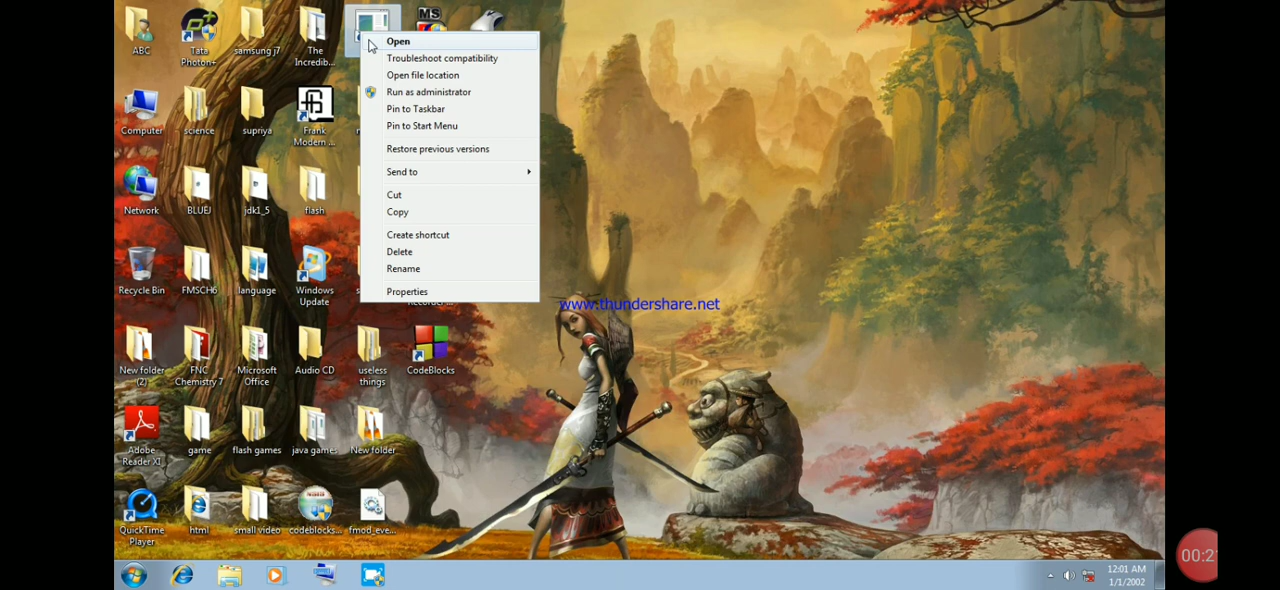 ABC
Tata
Photon+
samsung j7
The
Incredib...
MS
Open
Troubleshoot compatibility
Open file location
Run as administrator
Pin to Taskbar
Pin to Start Menu
Restore previous versions
Send to
Cut
Copy
Create shortcut
Delete
Rename
Properties
Computer
science
supriya
Frank
Modern ...
Network
BLUEJ
jdk1_5
flash
Recycle Bin
FMSCH6
language
Windows
Update
www.thundershare.net
New folder
(2)
FNC
Chemistry 7
Microsoft
Office
Audio CD
useless
things
CodeBlocks
Adobe
Reader XI
game
flash games
java games
New folder
QuickTime
Player
html
small video
codeblocks...
fmod_eve...
12:01 AM
1/1/2002
00:2